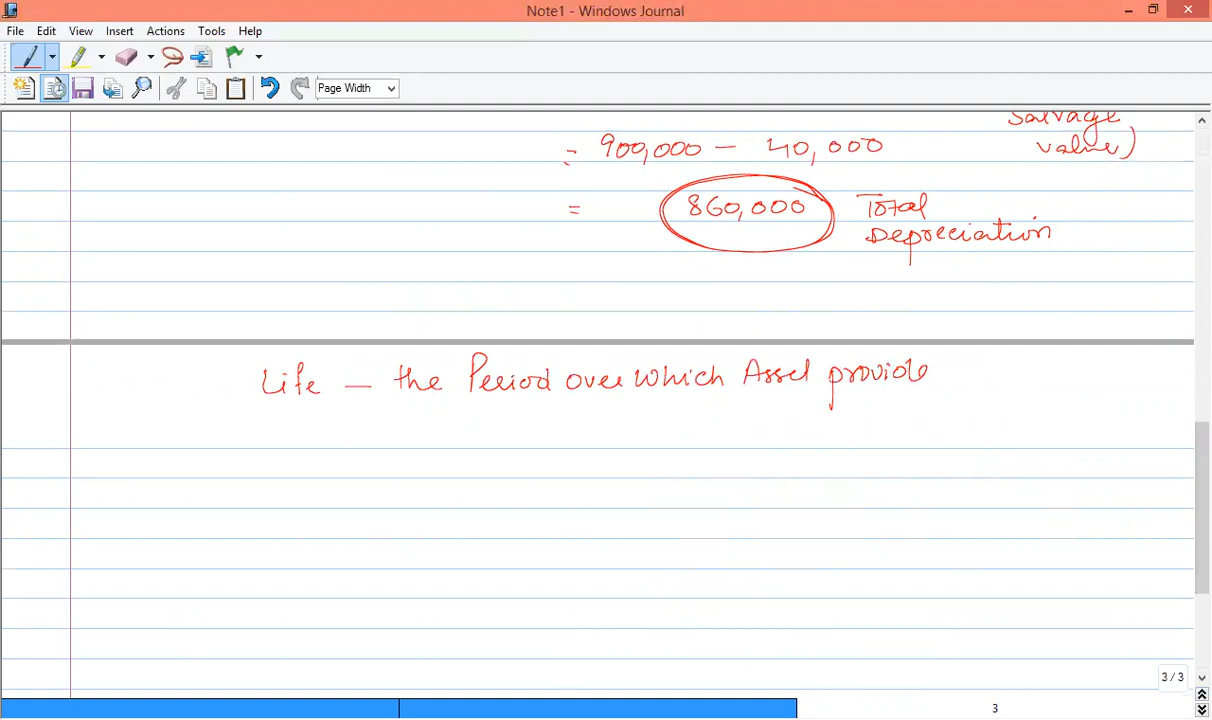 Note1 - Windows Journal
File Edit View Insert Actions Tools Help
Page Width
Salvage
= 900,000 - 40,000 value)
= 860,000 Total
Depreciation
Life - the Period over which Asset provide
3 / 3
3